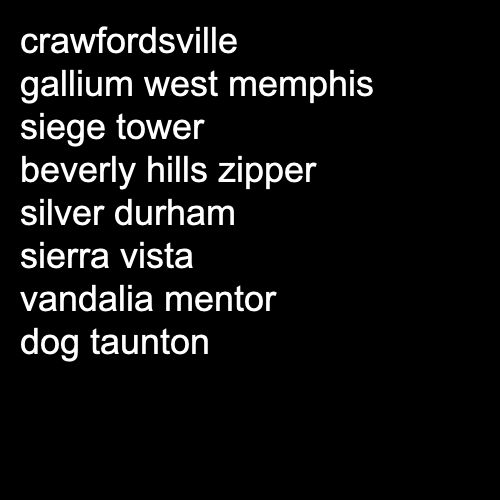 crawfordsville
gallium west memphis
siege tower
beverly hills zipper
silver durham
sierra vista
vandalia mentor
dog taunton